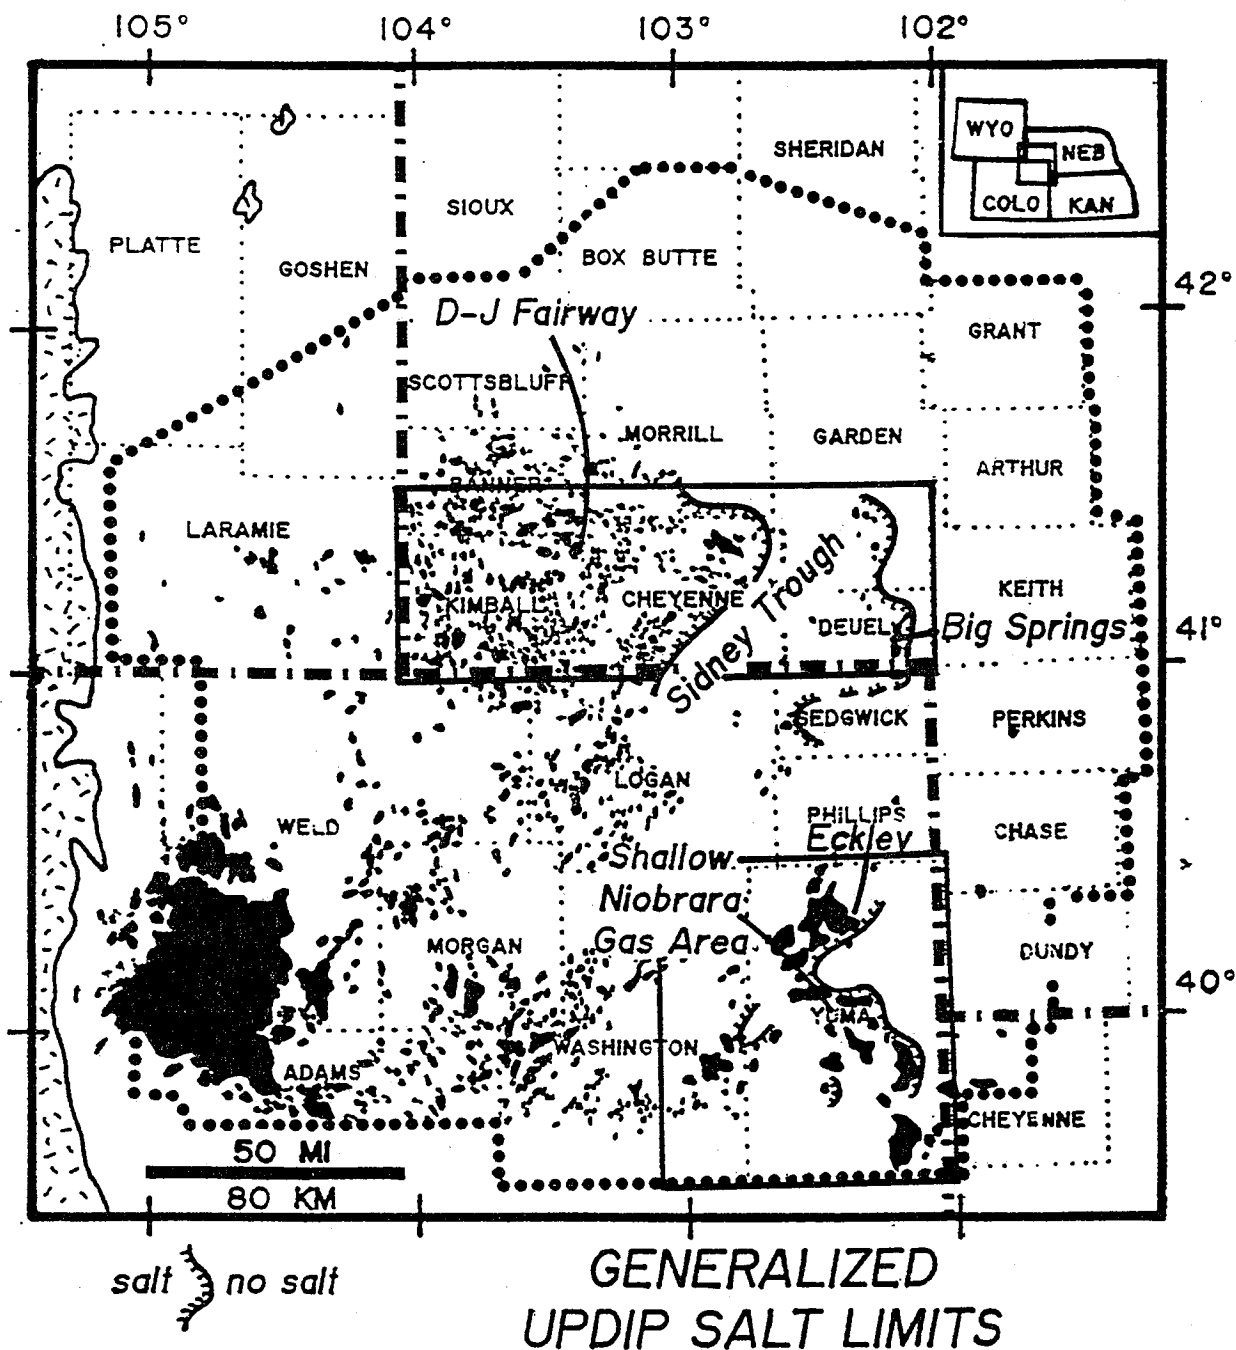 105° 104° 103° 102°
WYO
NEB
COLO KAN
SHERIDAN
SIOUX
PLATTE
GOSHEN
BOX BUTTE
42°
D-J Fairway
GRANT
SCOTTSBLUFF
MORRILL
GARDEN
ARTHUR
BANNER
LARAMIE
KEITH
KIMBALL
CHEYENNE
Sidney Trough
DEUEL
Big Springs
41°
SEDGWICK
PERKINS
LOGAN
WELD
PHILLIPS
CHASE
Eckley
Shallow
Niobrara
Gas Area
MORGAN
DUNDY
40°
YUMA
WASHINGTON
ADAMS
CHEYENNE
50 MI
80 KM
salt no salt
GENERALIZED
UPDIP SALT LIMITS